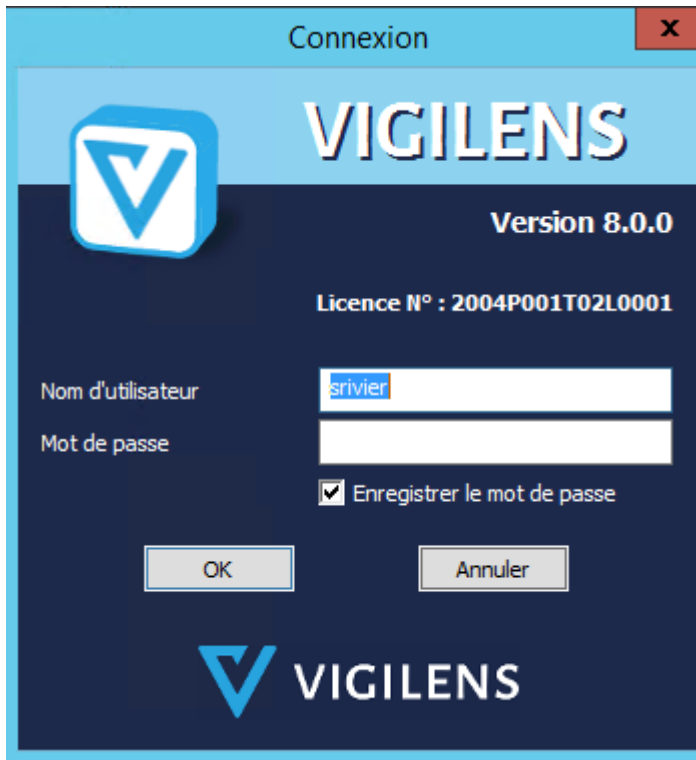 Connexion
x
VIGILENS
Version 8.0.0
Licence N° : 2004P001T02L0001
Nom d'utilisateur srivier
Mot de passe
Enregistrer le mot de passe
OK Annuler
VIGILENS